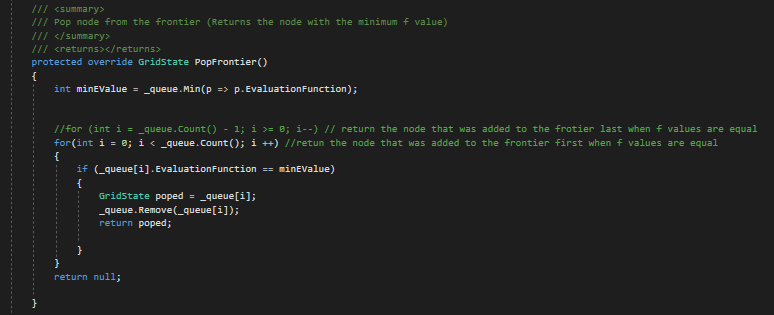 /// <summary>
/// Pop node from the frontier (Returns the node with the minimum f value)
/// </summary>
/// <returns></returns>
protected override GridState PopFrontier()
{
int minEValue = _queue.Min(p => p.EvaluationFunction);
//for (int i = _queue.Count() - 1; i >= 0; i--) // return the node that was added to the frotier last when f values are equal
for(int i = 0; i < _queue.Count(); i ++) //retun the node that was added to the frontier first when f values are equal
{
if (_queue[i].EvaluationFunction == minEValue)
{
GridState poped = _queue[i];
_queue.Remove(_queue[i]);
return poped;
}
}
return null;
}